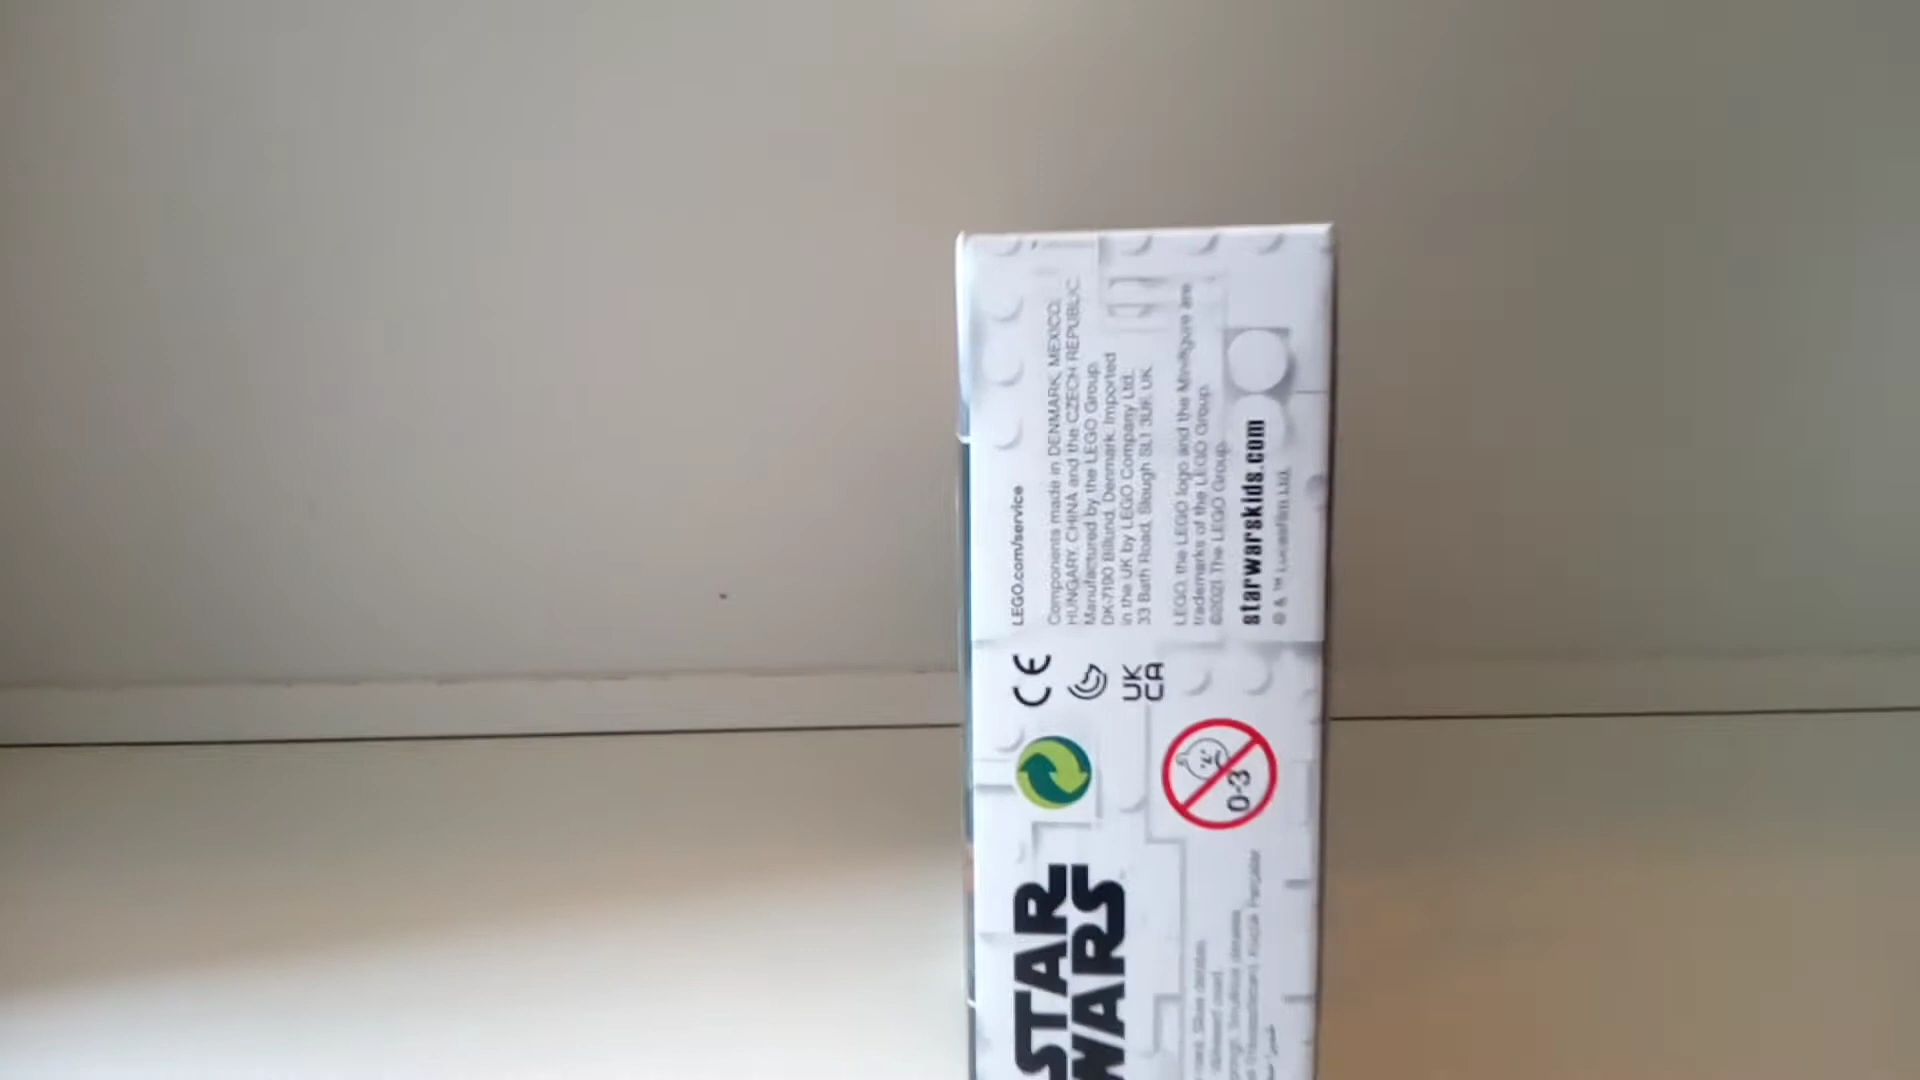 LEGO.com/service
Components made in DENMARK, MEXICO,
HUNGARY, CHINA and the CZECH REPUBLIC.
Manufactured by the LEGO Group.
DK-7190 Billund, Denmark. Imported
in the UK by LEGO Company Ltd.,
33 Bath Road, Slough SL1 3UF, UK.
LEGO, the LEGO logo and the Minifigure are
trademarks of the LEGO Group.
©2021 The LEGO Group.
starwarskids.com
© & ™ Lucasfilm Ltd.
CE
UK
CA
0-3
STAR
WARS